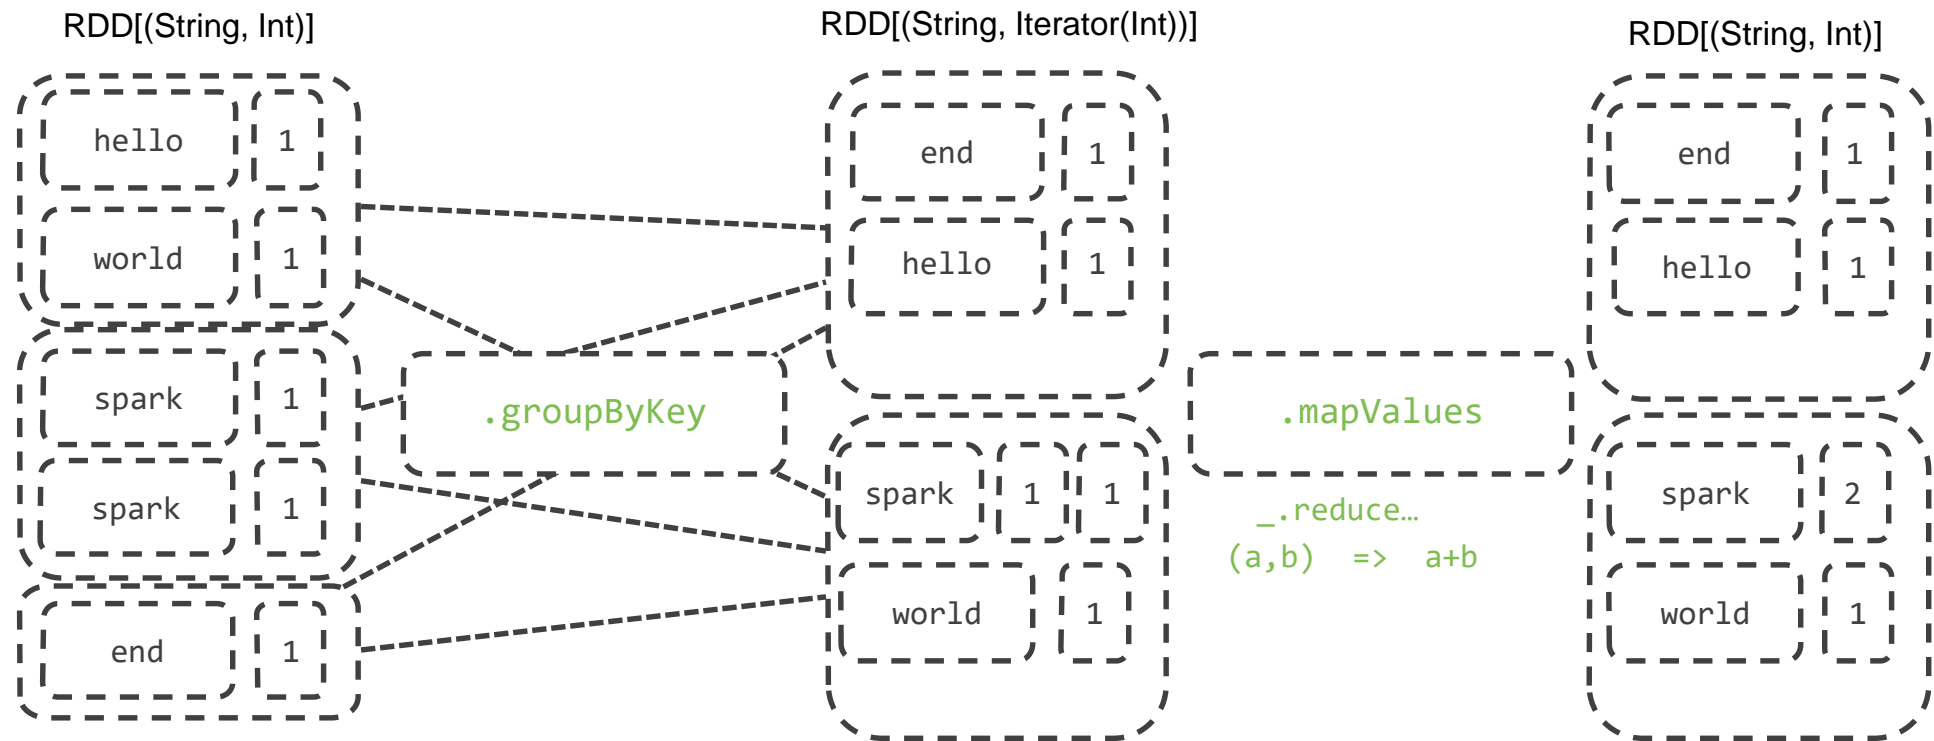 RDD[(String, Int)]
hello 1
world 1
spark 1
spark 1
end 1
.groupByKey
RDD[(String, Iterator(Int))]
end 1
hello 1
spark 1 1
world 1
.mapValues
_.reduce…
(a,b) => a+b
RDD[(String, Int)]
end 1
hello 1
spark 2
world 1